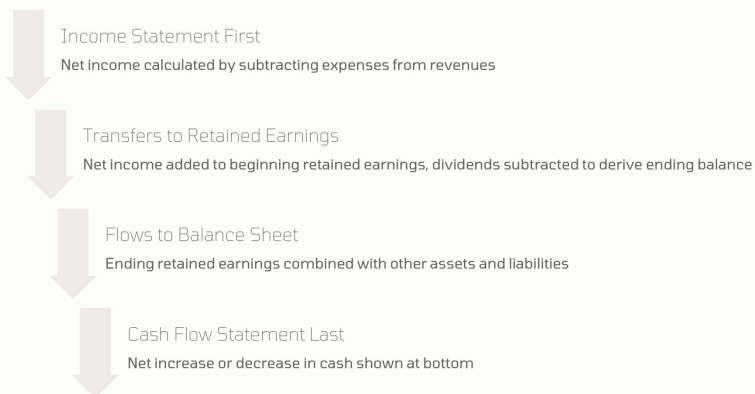 Income Statement First
Net income calculated by subtracting expenses from revenues
Transfers to Retained Earnings
Net income added to beginning retained earnings, dividends subtracted to derive ending balance
Flows to Balance Sheet
Ending retained earnings combined with other assets and liabilities
Cash Flow Statement Last
Net increase or decrease in cash shown at bottom